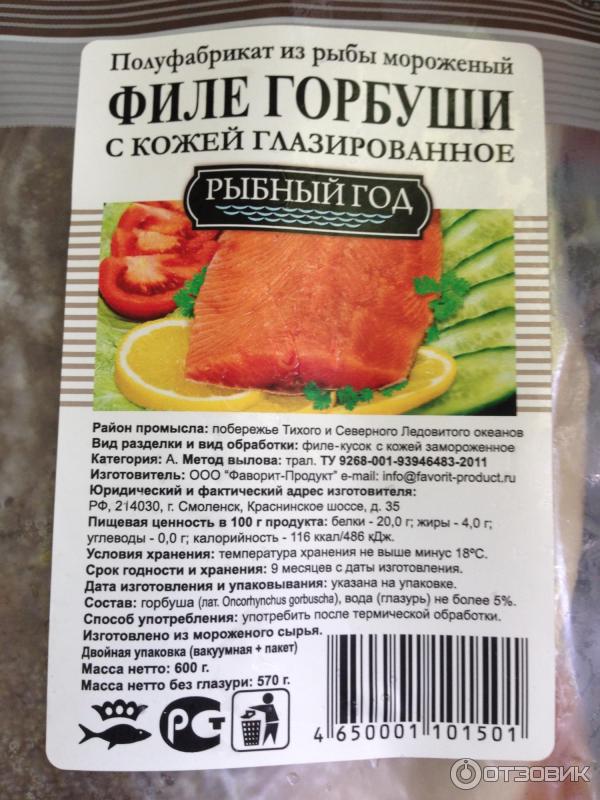 Полуфабрикат из рыбы мороженый
ФИЛЕ ГОРБУШИ
С КОЖЕЙ ГЛАЗИРОВАННОЕ
РЫБНЫЙ ГОД
Район промысла: побережье Тихого и Северного Ледовитого океанов
Вид разделки и вид обработки: филе-кусок с кожей замороженное
Категория: А. Метод вылова: трал. ТУ 9268-001-93946483-2011
Изготовитель: ООО "Фаворит-Продукт" e-mail: info@favorit-product.ru
Юридический и фактический адрес изготовителя:
РФ, 214030, г. Смоленск, Краснинское шоссе, д. 35
Пищевая ценность в 100 г продукта: белки - 20,0 г; жиры - 4,0 г;
углеводы - 0,0 г; калорийность - 116 ккал/486 кДж.
Условия хранения: температура хранения не выше минус 18ºС.
Срок годности и хранения: 9 месяцев с даты изготовления.
Дата изготовления и упаковывания: указана на упаковке.
Состав: горбуша (лат. Oncorhynchus gorbuscha), вода (глазурь) не более 5%.
Способ употребления: употребить после термической обработки.
Изготовлено из мороженого сырья.
Двойная упаковка (вакуумная + пакет)
Масса нетто: 600 г.
Масса нетто без глазури: 570 г.
РСТ
4 650001 101501
ОТЗОВИК